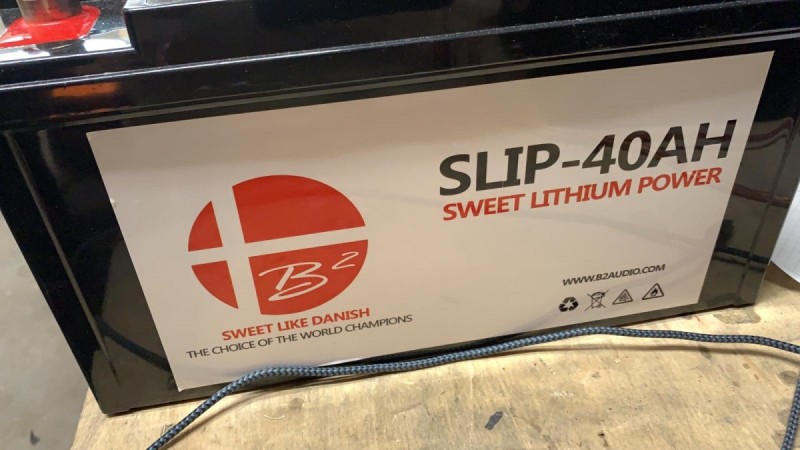 SLIP-40AH
SWEET LITHIUM POWER
B2
SWEET LIKE DANISH
THE CHOICE OF THE WORLD CHAMPIONS
WWW.B2AUDIO.COM